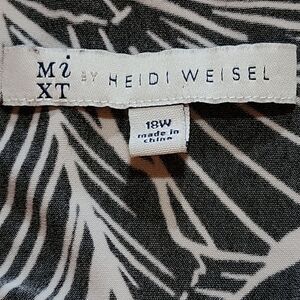 Mi
XT BY HEIDI WEISEL
18W
made in
china